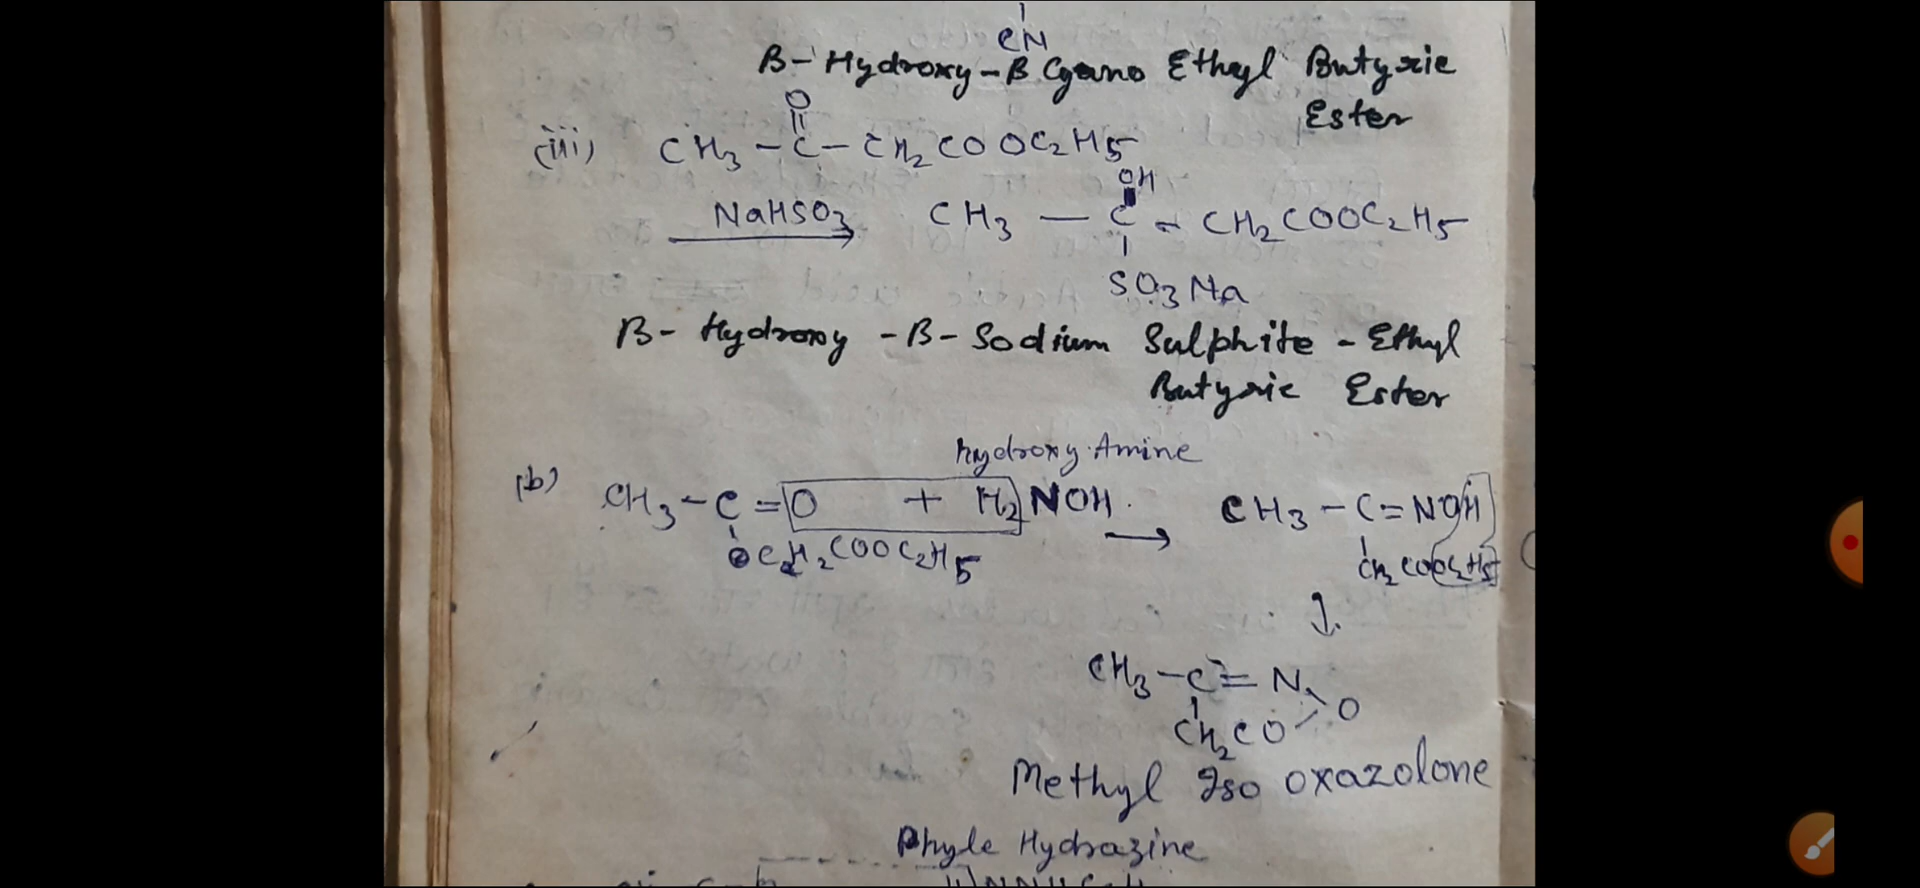 CN
β- Hydroxy-β Cyano Ethyl Butyric
Ester
O
||
(iii) CH₃ - C - CH₂COOC₂H₅
OH
NaHSO₃ CH₃ — C - CH₂COOC₂H₅
→
SO₃Na
β- Hydroxy -β- Sodium Sulphite - Ethyl
Butyric Ester
hydroxy Amine
(b) CH₃ - C = O + H₂NOH → CH₃ - C = NOH
CH₂COOC₂H₅ CH₂COOC₂H₅
↓
CH₃ - C = N
O
CH₂CO
Methyl Iso oxazolone
Phyle Hydrazine